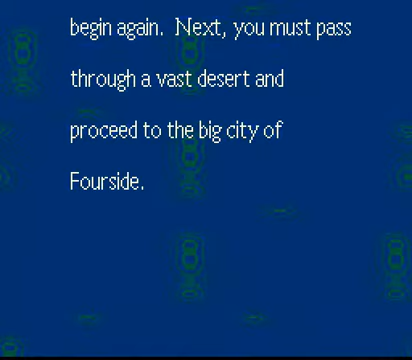 begin again.  Next, you must pass
through a vast desert and
proceed to the big city of
Fourside.